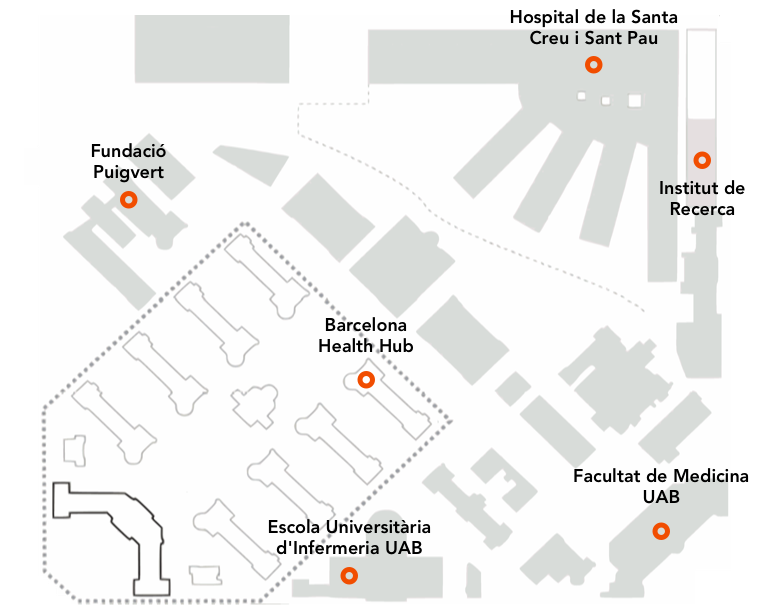 Hospital de la Santa
Creu i Sant Pau
Fundació
Puigvert
Institut de
Recerca
Barcelona
Health Hub
Facultat de Medicina
UAB
Escola Universitària
d'Infermeria UAB